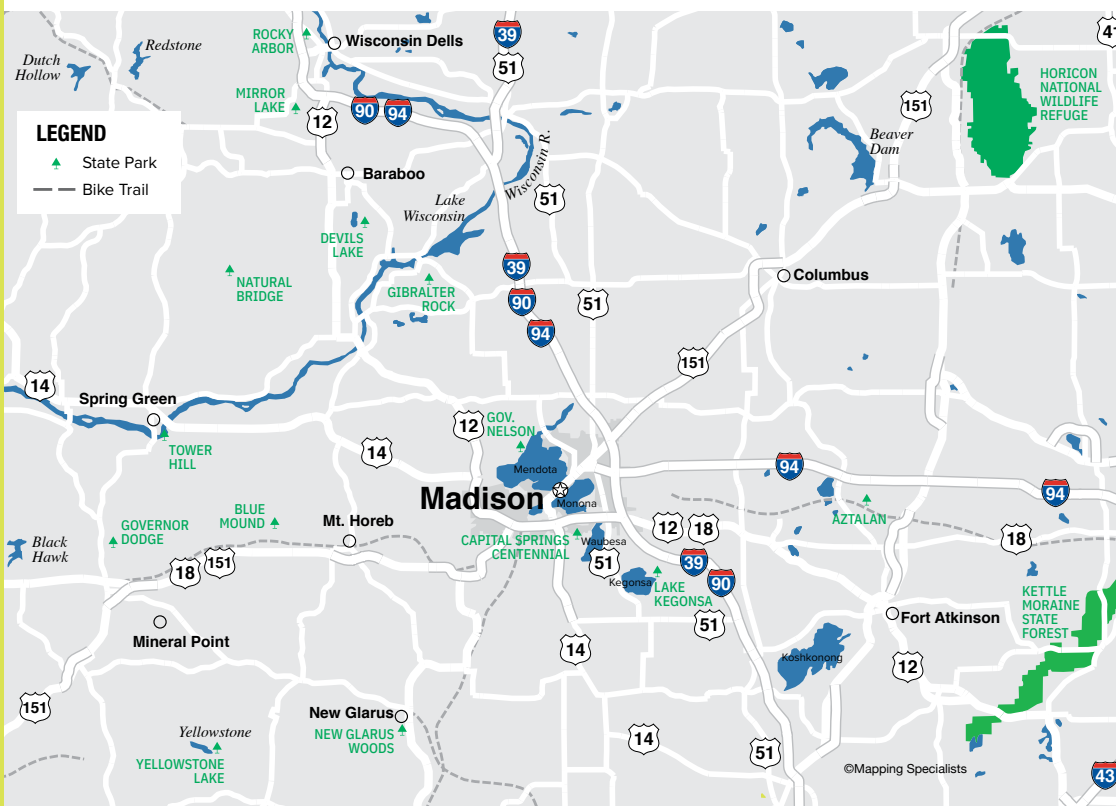 ROCKY
ARBOR
Wisconsin Dells
39
51
41
Redstone
Dutch
Hollow
MIRROR
LAKE
12
90
94
151
HORICON
NATIONAL
WILDLIFE
REFUGE
LEGEND
State Park
Bike Trail
Beaver
Dam
Baraboo
Wisconsin R.
Lake
Wisconsin
51
DEVILS
LAKE
NATURAL
BRIDGE
GIBRALTER
ROCK
39
90
94
51
Columbus
151
14
Spring Green
TOWER
HILL
12
14
GOV.
NELSON
Mendota
Madison
Monona
94
94
AZTALAN
BLUE
MOUND
GOVERNOR
DODGE
Mt. Horeb
CAPITAL SPRINGS
CENTENNIAL
Waubesa
12
18
18
Black
Hawk
18
151
51
39
90
Kegonsa
LAKE
KEGONSA
KETTLE
MORAINE
STATE
FOREST
Mineral Point
51
Fort Atkinson
14
Koshkonong
12
151
New Glarus
NEW GLARUS
WOODS
Yellowstone
YELLOWSTONE
LAKE
14
51
©Mapping Specialists
43